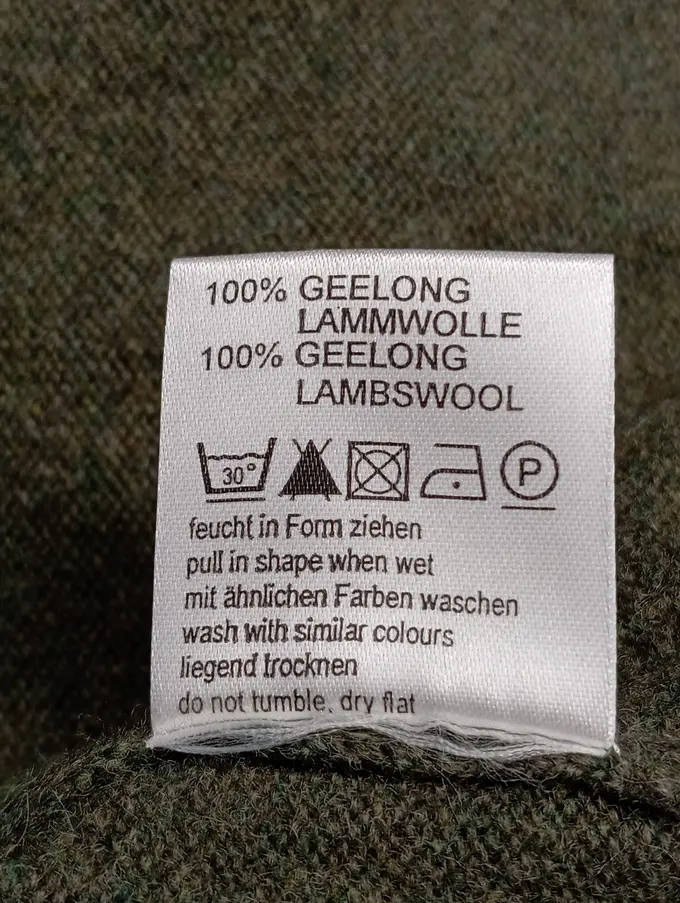 100% GEELONG
LAMMWOLLE
100% GEELONG
LAMBSWOOL
30° P
feucht in Form ziehen
pull in shape when wet
mit ähnlichen Farben waschen
wash with similar colours
liegend trocknen
do not tumble, dry flat